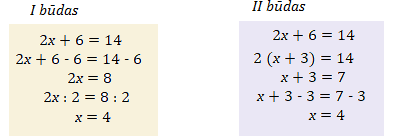 I būdas
2x + 6 = 14
2x + 6 - 6 = 14 - 6
2x = 8
2x : 2 = 8 : 2
x = 4
II būdas
2x + 6 = 14
2 (x + 3) = 14
x + 3 = 7
x + 3 - 3 = 7 - 3
x = 4